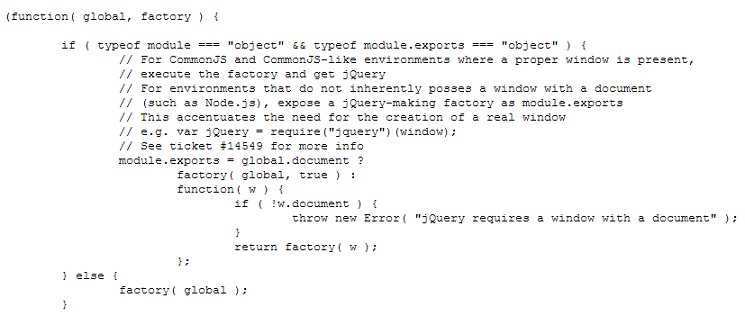 (function( global, factory ) {
if ( typeof module === "object" && typeof module.exports === "object" ) {
// For CommonJS and CommonJS-like environments where a proper window is present,
// execute the factory and get jQuery
// For environments that do not inherently posses a window with a document
// (such as Node.js), expose a jQuery-making factory as module.exports
// This accentuates the need for the creation of a real window
// e.g. var jQuery = require("jquery")(window);
// See ticket #14549 for more info
module.exports = global.document ?
factory( global, true ) :
function( w ) {
if ( !w.document ) {
throw new Error( "jQuery requires a window with a document" );
}
return factory( w );
};
} else {
factory( global );
}